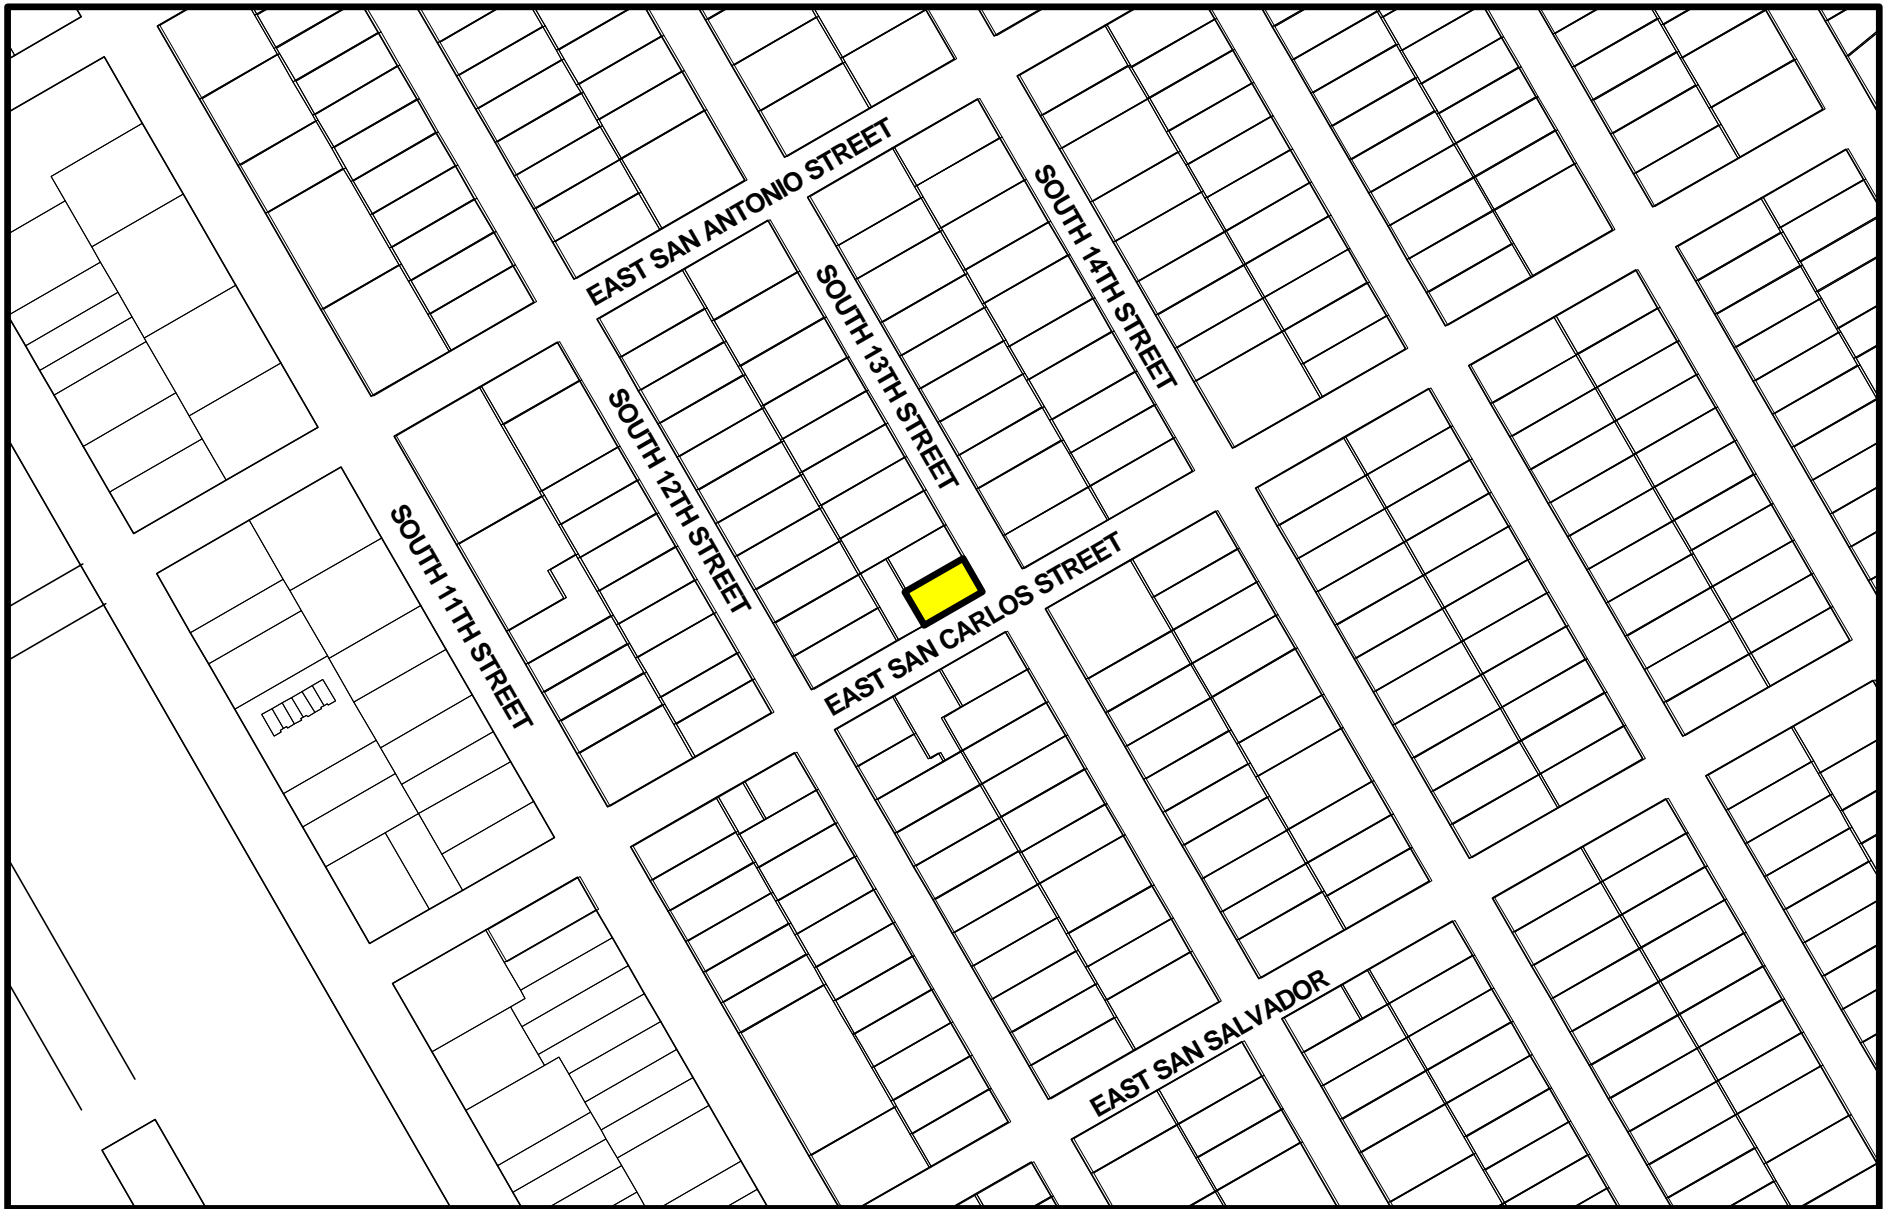 EAST SAN ANTONIO STREET
SOUTH 14TH STREET
SOUTH 13TH STREET
SOUTH 12TH STREET
SOUTH 11TH STREET
EAST SAN CARLOS STREET
EAST SAN SALVADOR